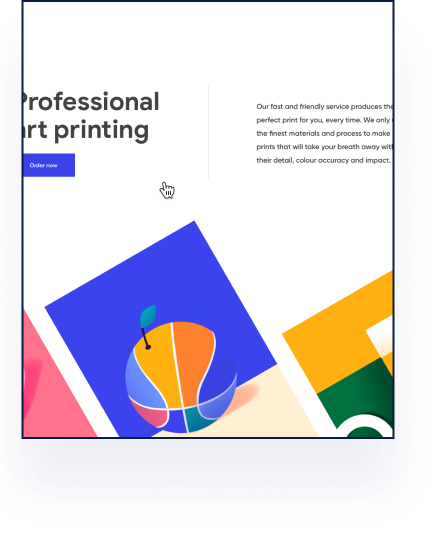 Professional
art printing
Order now
Our fast and friendly service produces the
perfect print for you, every time. We only
the finest materials and process to make
prints that will take your breath away with
their detail, colour accuracy and impact.